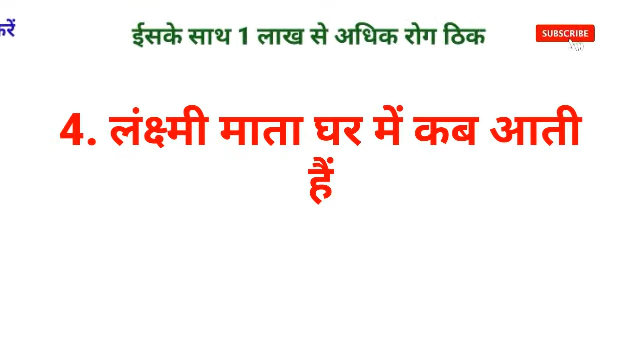 करें
ईसके साथ 1 लाख से अधिक रोग ठिक
SUBSCRIBE
4. लंक्ष्मी माता घर में कब आती
हैं